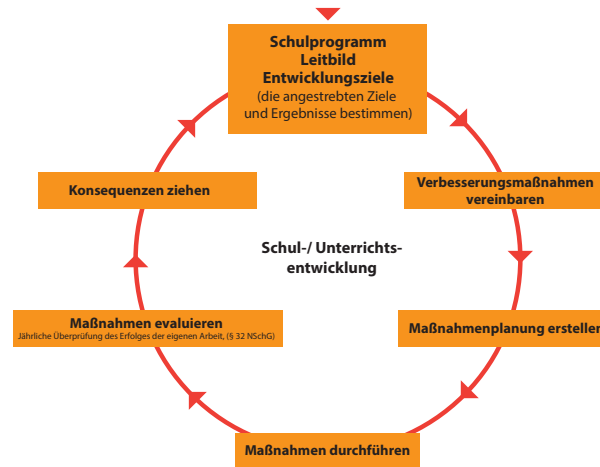 Schulprogramm
Leitbild
Entwicklungsziele
(die angestrebten Ziele
und Ergebnisse bestimmen)
Verbesserungsmaßnahmen
vereinbaren
Maßnahmenplanung erstellen
Maßnahmen durchführen
Maßnahmen evaluieren
Jährliche Überprüfung des Erfolges der eigenen Arbeit, (§ 32 NSchG)
Konsequenzen ziehen
Schul-/ Unterrichts-
entwicklung